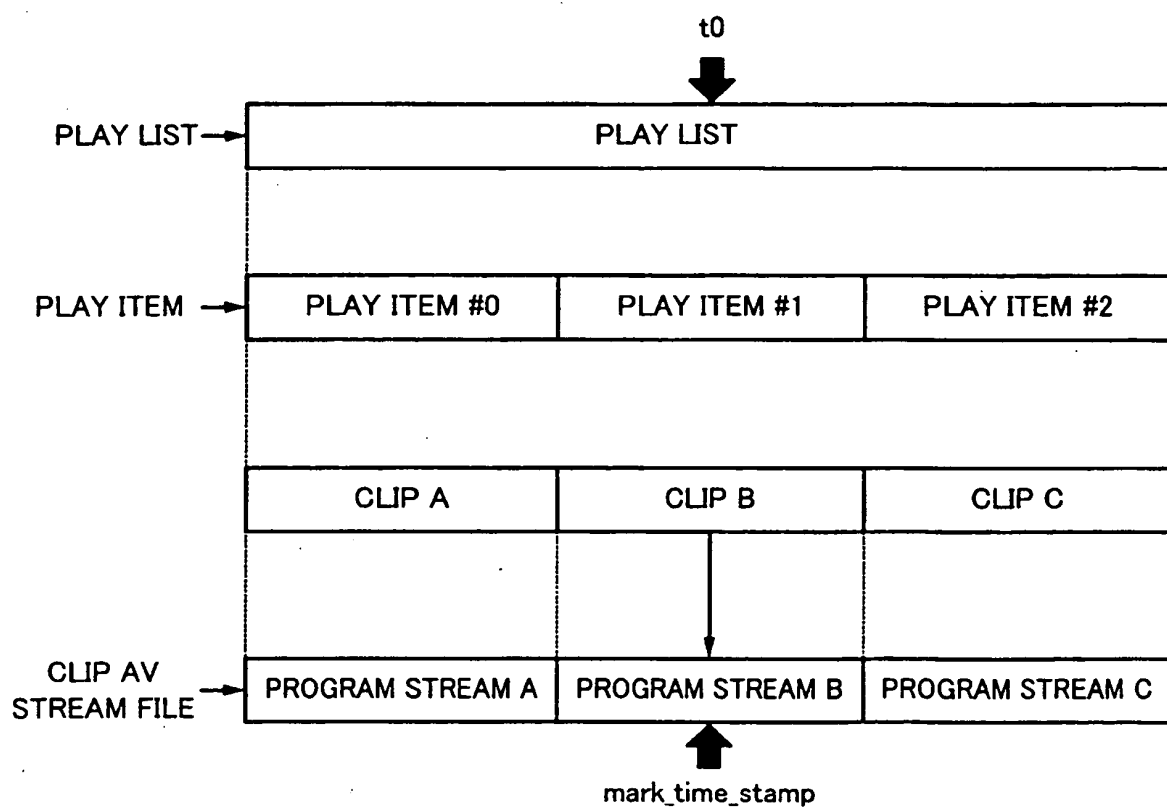 t0
PLAY LIST
PLAY LIST
PLAY ITEM
PLAY ITEM #0
PLAY ITEM #1
PLAY ITEM #2
CLIP A
CLIP B
CLIP C
CLIP AV
STREAM FILE
PROGRAM STREAM A
PROGRAM STREAM B
PROGRAM STREAM C
mark_time_stamp